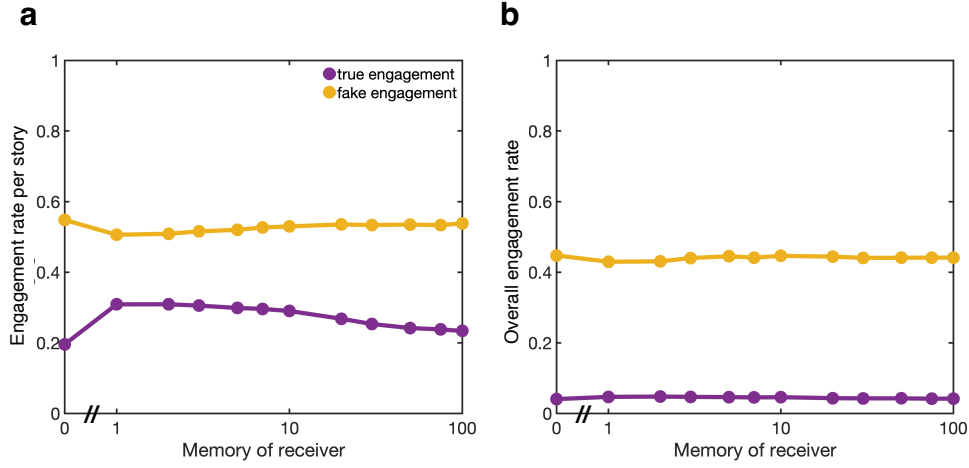 a
b
Engagement rate per story
1
0.8
0.6
0.4
0.2
0
true engagement
fake engagement
0 1 10 100
Memory of receiver
Overall engagement rate
1
0.8
0.6
0.4
0.2
0
0 1 10 100
Memory of receiver